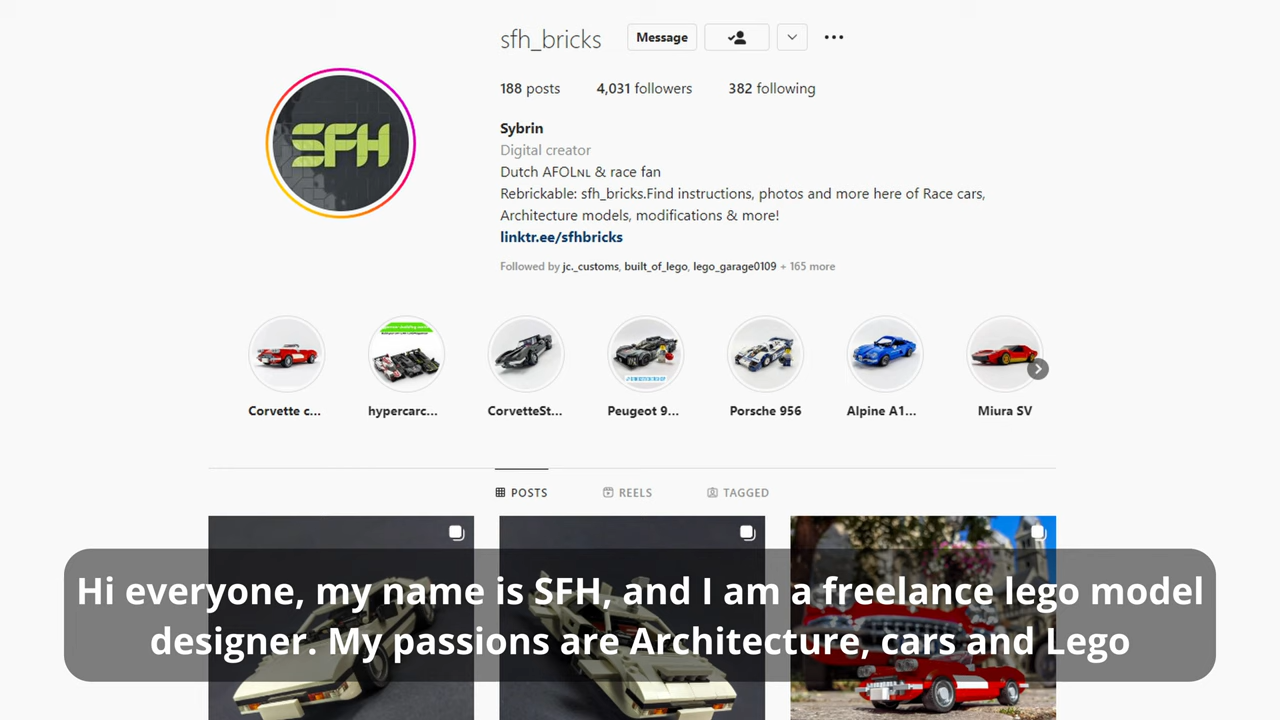 sfh_bricks Message
188 posts 4,031 followers 382 following
SFH
Sybrin
Digital creator
Dutch AFOLNL & race fan
Rebrickable: sfh_bricks.Find instructions, photos and more here of Race cars,
Architecture models, modifications & more!
linktr.ee/sfhbricks
Followed by jc._customs, built_of_lego, lego_garage0109 + 165 more
Corvette c... hypercarc... CorvetteSt... Peugeot 9... Porsche 956 Alpine A1... Miura SV
POSTS REELS TAGGED
Hi everyone, my name is SFH, and I am a freelance lego model
designer. My passions are Architecture, cars and Lego